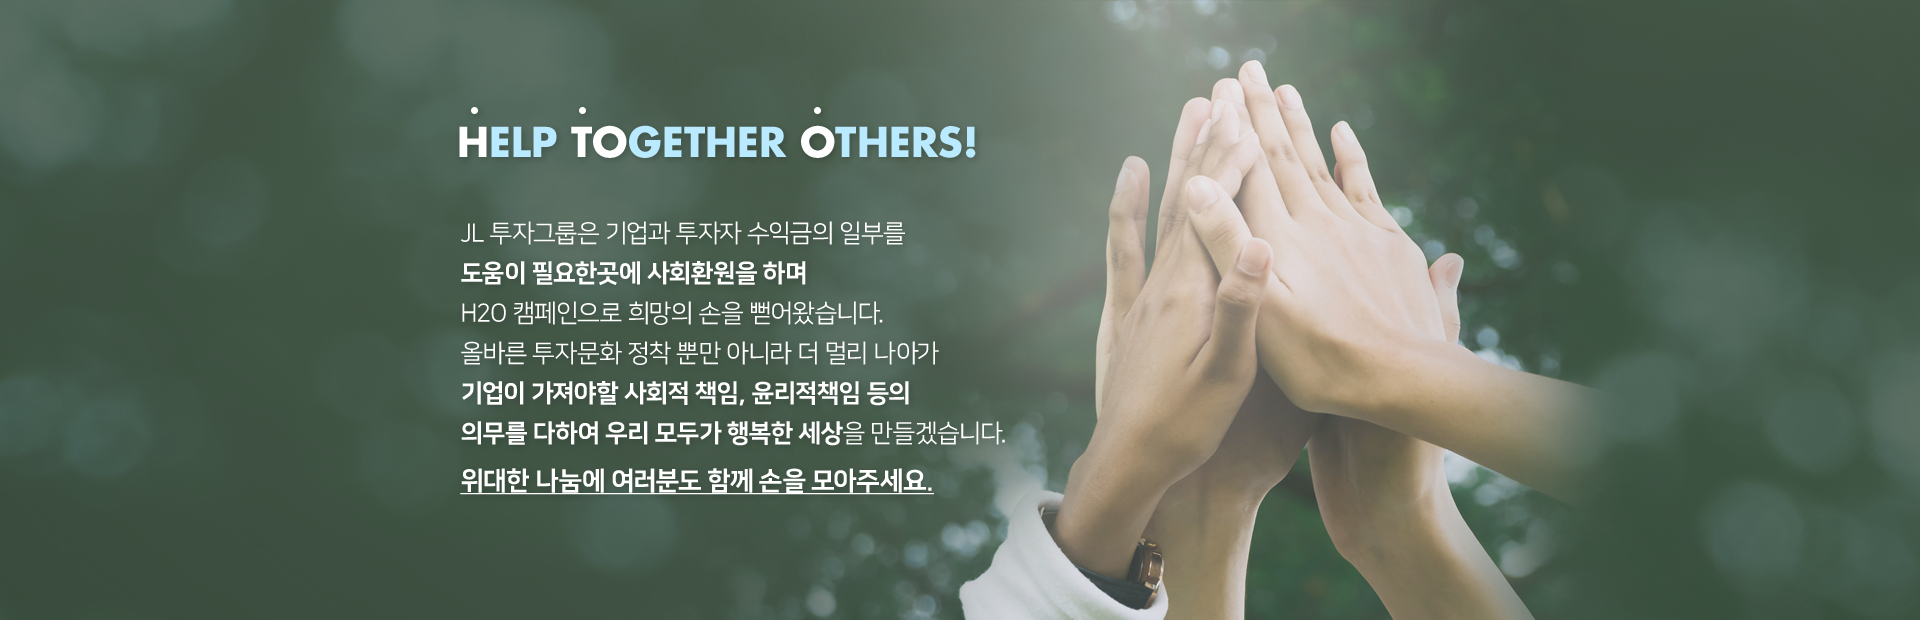 HELP TOGETHER OTHERS!
JL 투자그룹은 기업과 투자자 수익금의 일부를
도움이 필요한곳에 사회환원을 하며
H2O 캠페인으로 희망의 손을 뻗어왔습니다.
올바른 투자문화 정착 뿐만 아니라 더 멀리 나아가
기업이 가져야할 사회적 책임, 윤리적책임 등의
의무를 다하여 우리 모두가 행복한 세상을 만들겠습니다.
위대한 나눔에 여러분도 함께 손을 모아주세요.